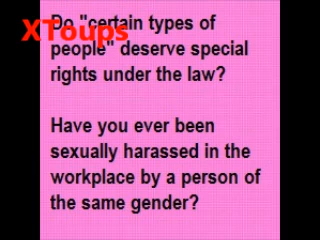 XToups
Do "certain types of
people" deserve special
rights under the law?
Have you ever been
sexually harassed in the
workplace by a person of
the same gender?